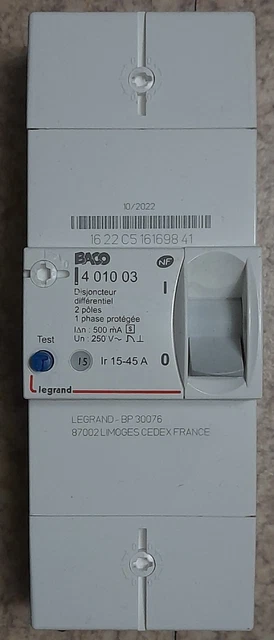 10/2022
16 22 CS 161698 41
BACO
NF
4 010 03
Disjoncteur
différentiel
2 pôles
1 phase protégée
I∆n : 500 mA S
Un : 250 V~
I
Test
15
Ir 15-45 A
0
legrand
LEGRAND - BP 30076
87002 LIMOGES CEDEX FRANCE